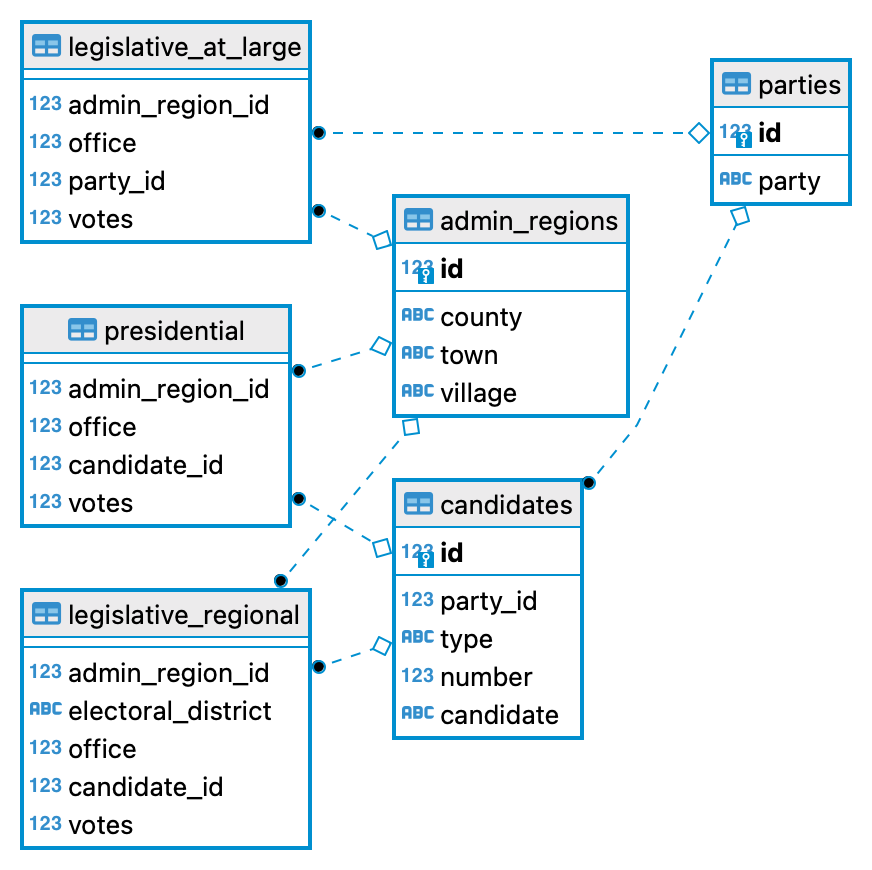 legislative_at_large
123 admin_region_id
123 office
123 party_id
123 votes
parties
123 id
ABC party
admin_regions
123 id
ABC county
ABC town
ABC village
presidential
123 admin_region_id
123 office
123 candidate_id
123 votes
candidates
123 id
123 party_id
ABC type
123 number
ABC candidate
legislative_regional
123 admin_region_id
ABC electoral_district
123 office
123 candidate_id
123 votes